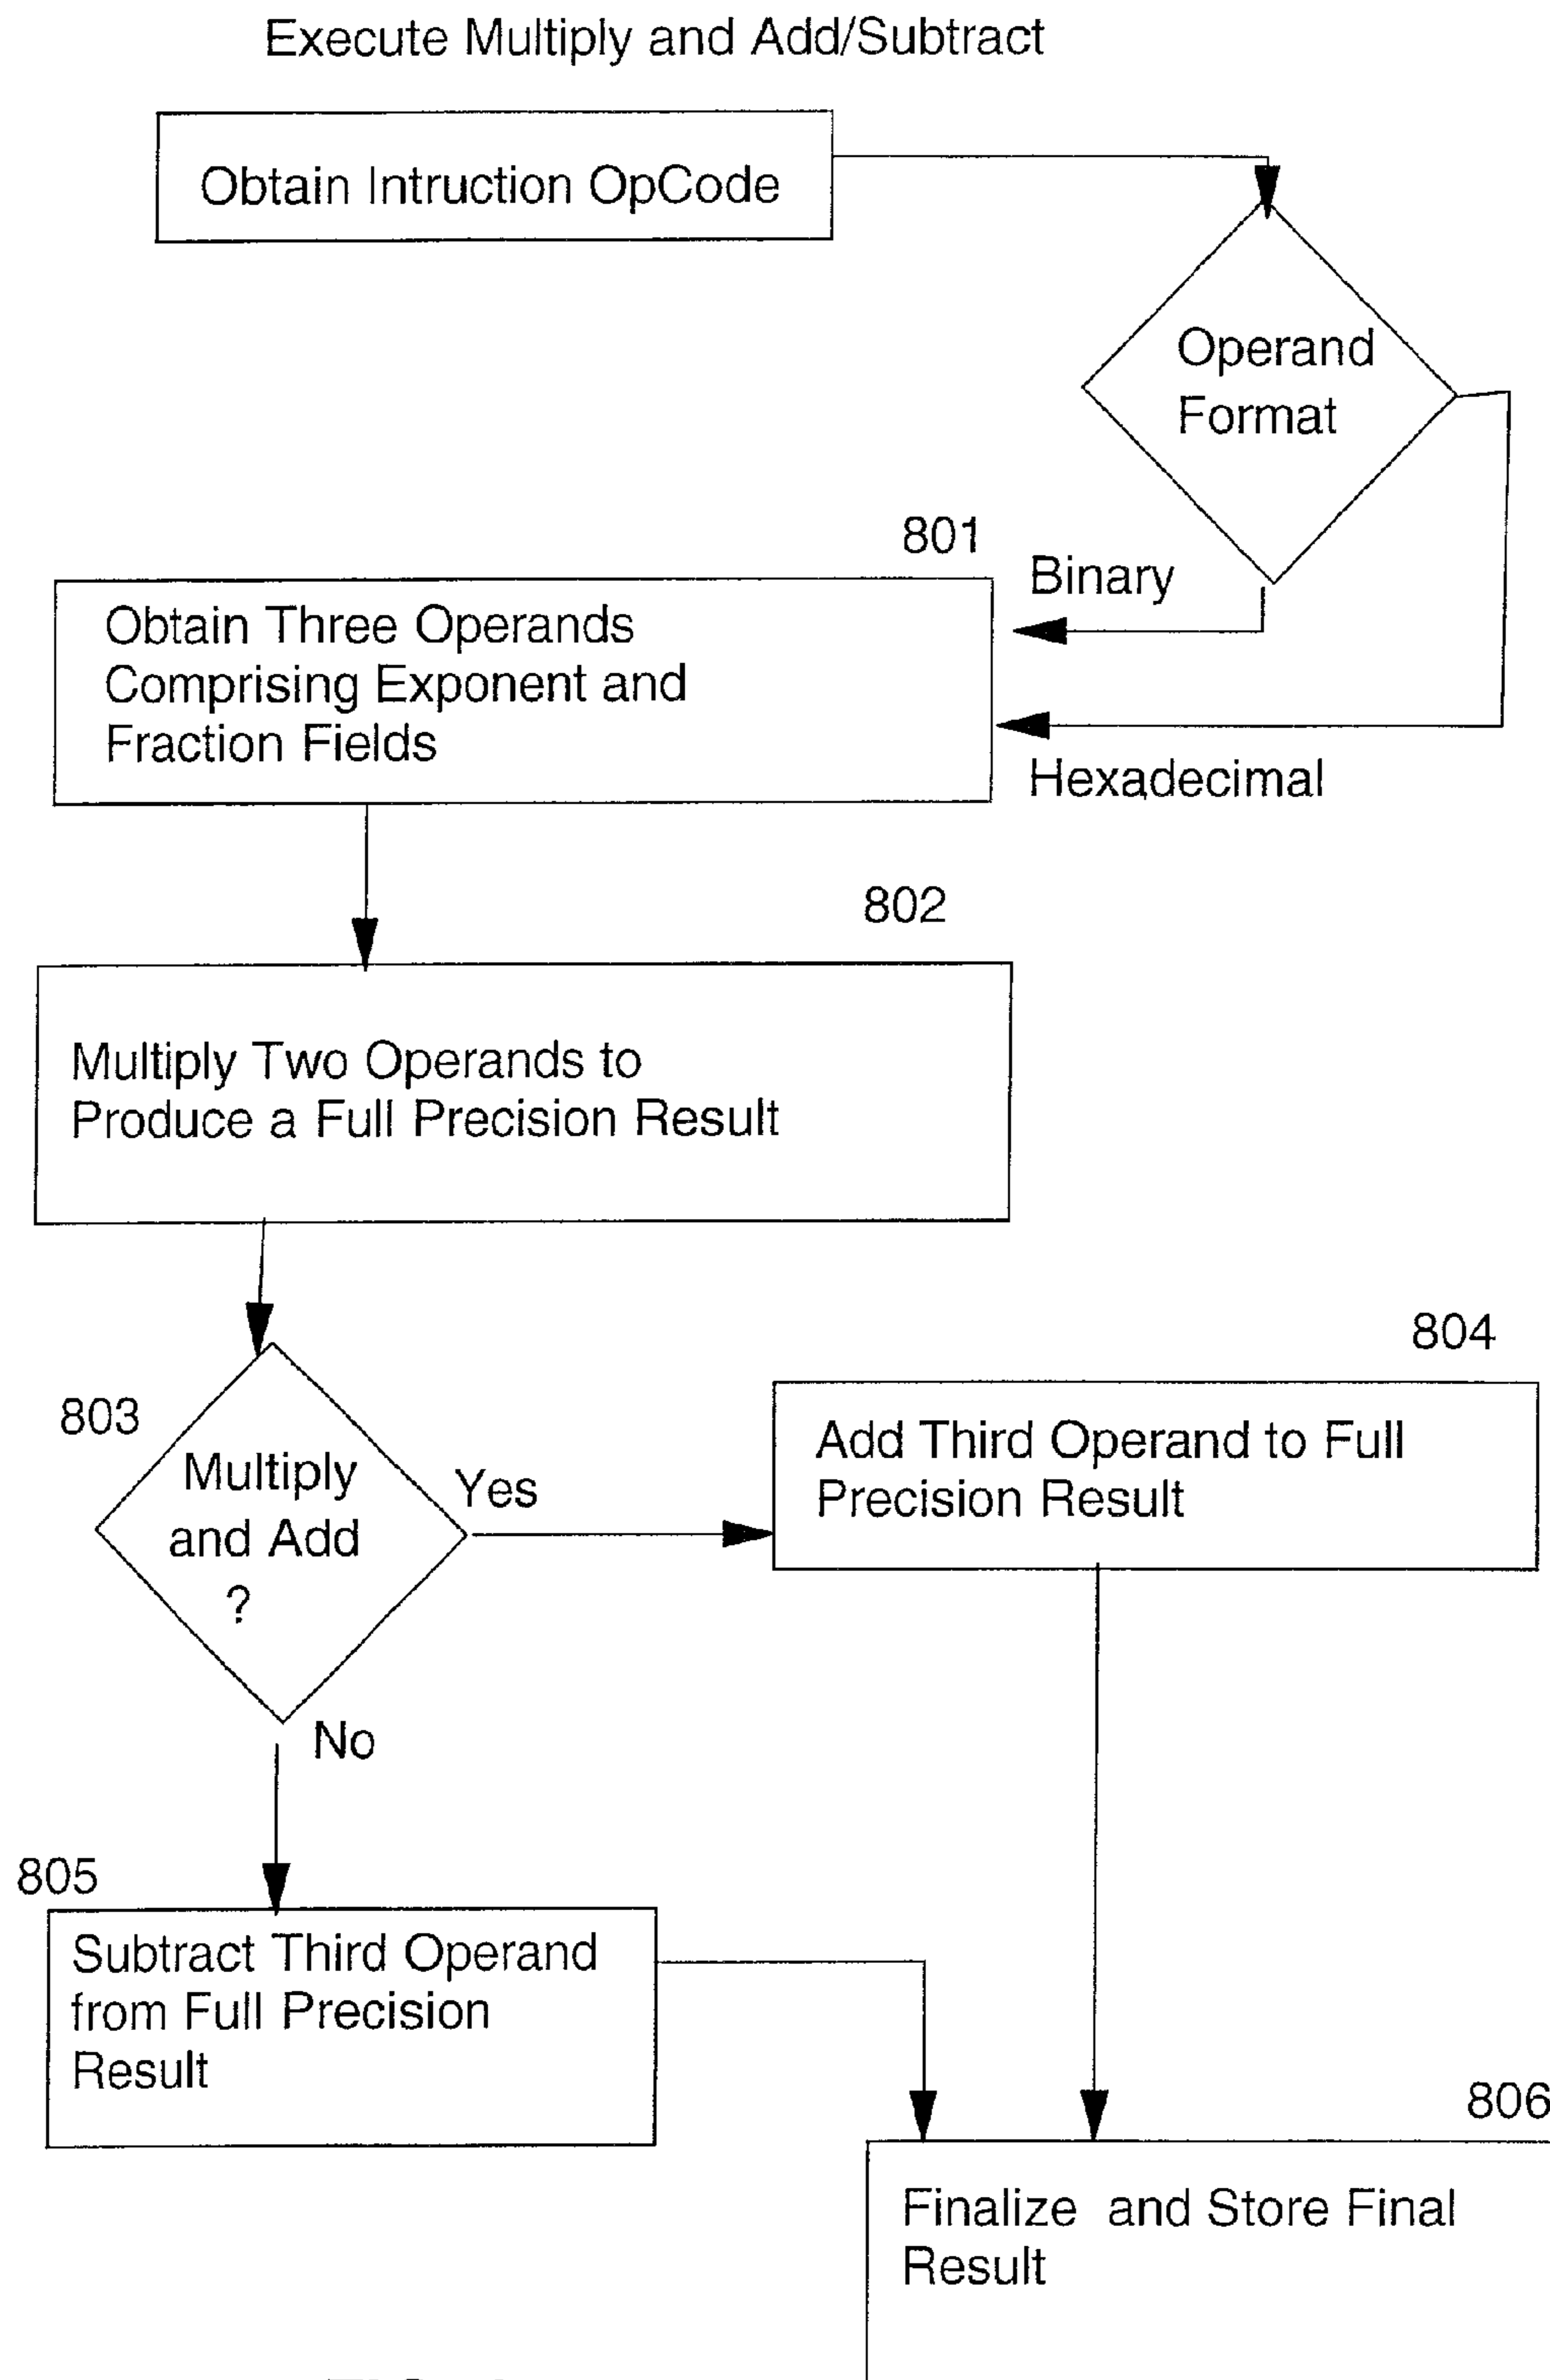 Execute Multiply and Add/Subtract
Obtain Intruction OpCode
Operand
Format
801
Binary
Obtain Three Operands
Comprising Exponent and
Fraction Fields
Hexadecimal
802
Multiply Two Operands to
Produce a Full Precision Result
803
Multiply
and Add
?
Yes
804
Add Third Operand to Full
Precision Result
No
805
Subtract Third Operand
from Full Precision
Result
806
Finalize and Store Final
Result